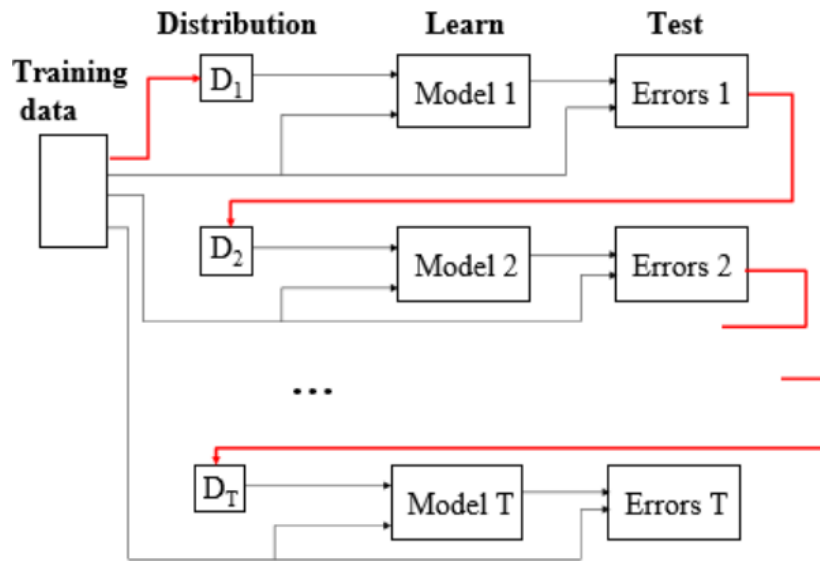 Distribution Learn Test
Training
data
D1 Model 1 Errors 1
D2 Model 2 Errors 2
...
DT Model T Errors T